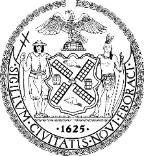 SIGILLUM · CIVITATIS · NOVI · EBORACI
· 1625 ·